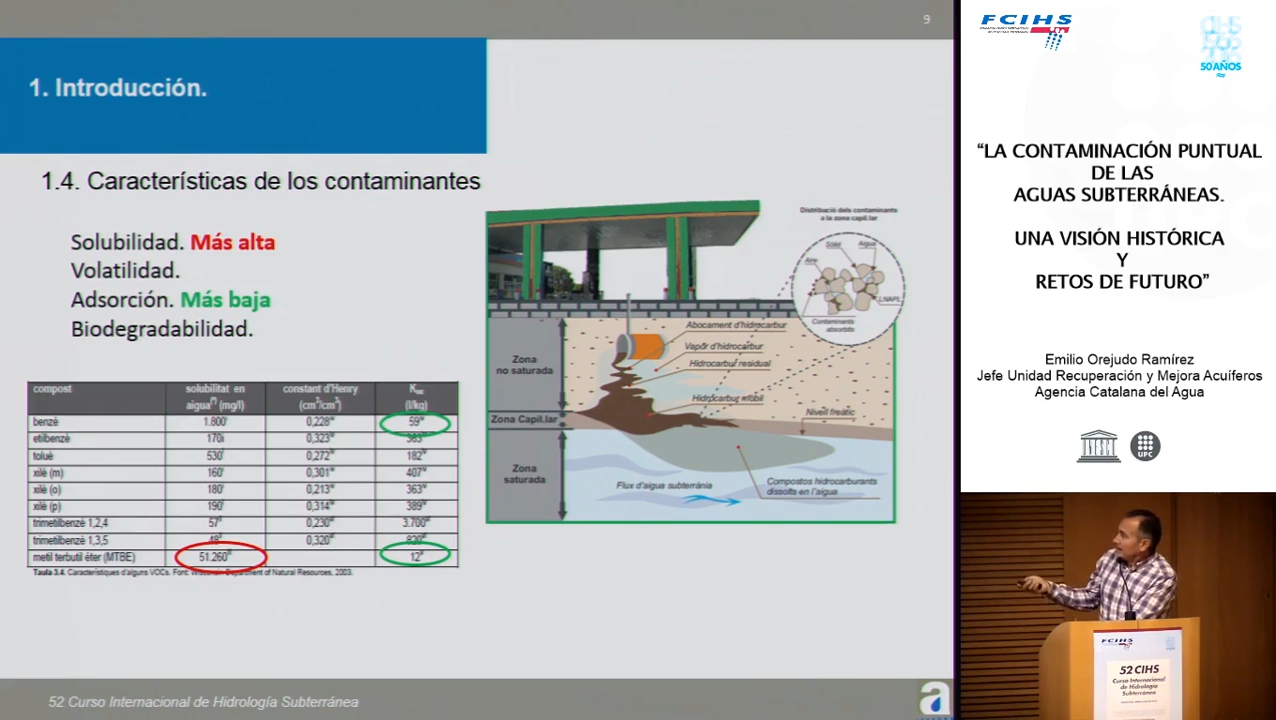 9
1. Introducción.
1.4. Características de los contaminantes
Solubilidad. Más alta
Volatilidad.
Adsorción. Más baja
Biodegradabilidad.
compost solubilitat en aigua(*) (mg/l) constant d'Henry (cm³/cm³) Koc (l/kg)
benzè 1.800 0,228 59
etilbenzè 170 0,323 363
toluè 530 0,272 182
xilè (m) 160 0,301 407
xilè (o) 180 0,213 363
xilè (p) 190 0,314 389
trimetilbenzè 1,2,4 57 0,230 3.700
trimetilbenzè 1,3,5 48 0,320 820
metil terbutil èter (MTBE) 51.260 12
Taula 3.4. Característiques d'alguns VOCs. Font: Wisconsin Department of Natural Resources, 2003.
Distribució dels contaminants
a la zona capil.lar
Sòlid
Aigua
Aire
LNAPL
Contaminants
absorbits
Abocament d'hidrocarbur
Vapor d'hidrocarbur
Hidrocarbur residual
Hidrocarbur mòbil
Nivell freàtic
Zona
no saturada
Zona Capil.lar
Zona
saturada
Flux d'aigua subterrània
Compostos hidrocarburants
dissolts en l'aigua
52 Curso Internacional de Hidrología Subterránea
a
FCIHS
CIHS
50 AÑOS
“LA CONTAMINACIÓN PUNTUAL
DE LAS
AGUAS SUBTERRÁNEAS.
UNA VISIÓN HISTÓRICA
Y
RETOS DE FUTURO”
Emilio Orejudo Ramírez
Jefe Unidad Recuperación y Mejora Acuíferos
Agencia Catalana del Agua
UNESCO
UPC
FCIHS
52 CIHS
Curso Internacional
de Hidrología
Subterránea